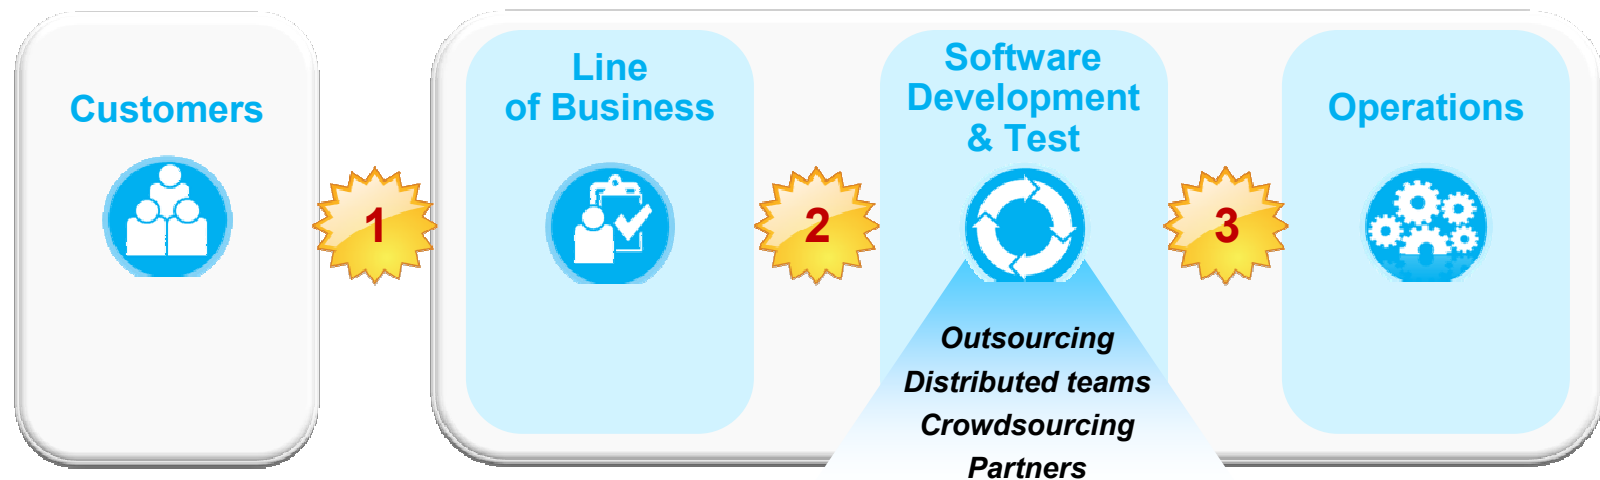 Customers
1
Line
of Business
2
Software
Development
& Test
Outsourcing
Distributed teams
Crowdsourcing
Partners
3
Operations